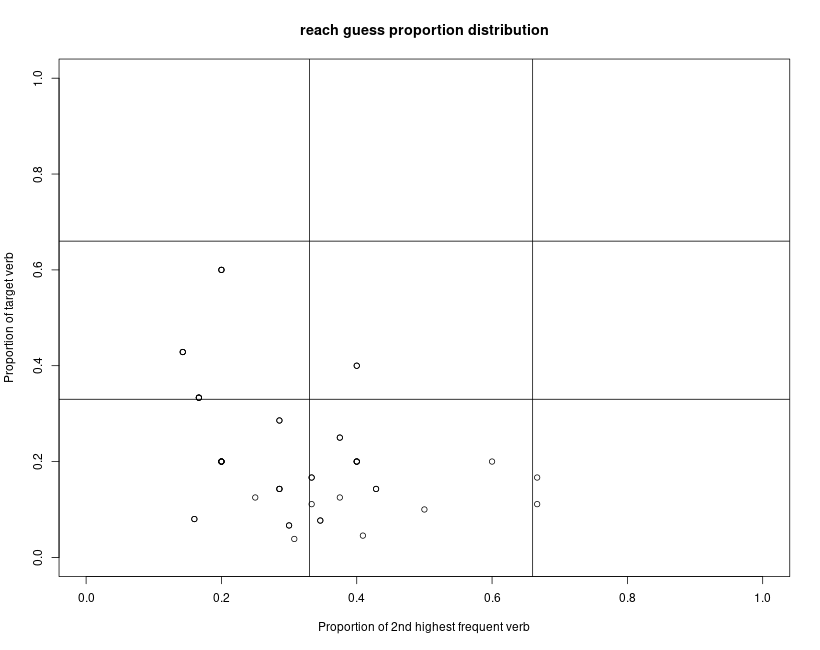 reach guess proportion distribution
1.0
0.8
0.6
0.4
0.2
0.0
Proportion of target verb
0.0 0.2 0.4 0.6 0.8 1.0
Proportion of 2nd highest frequent verb